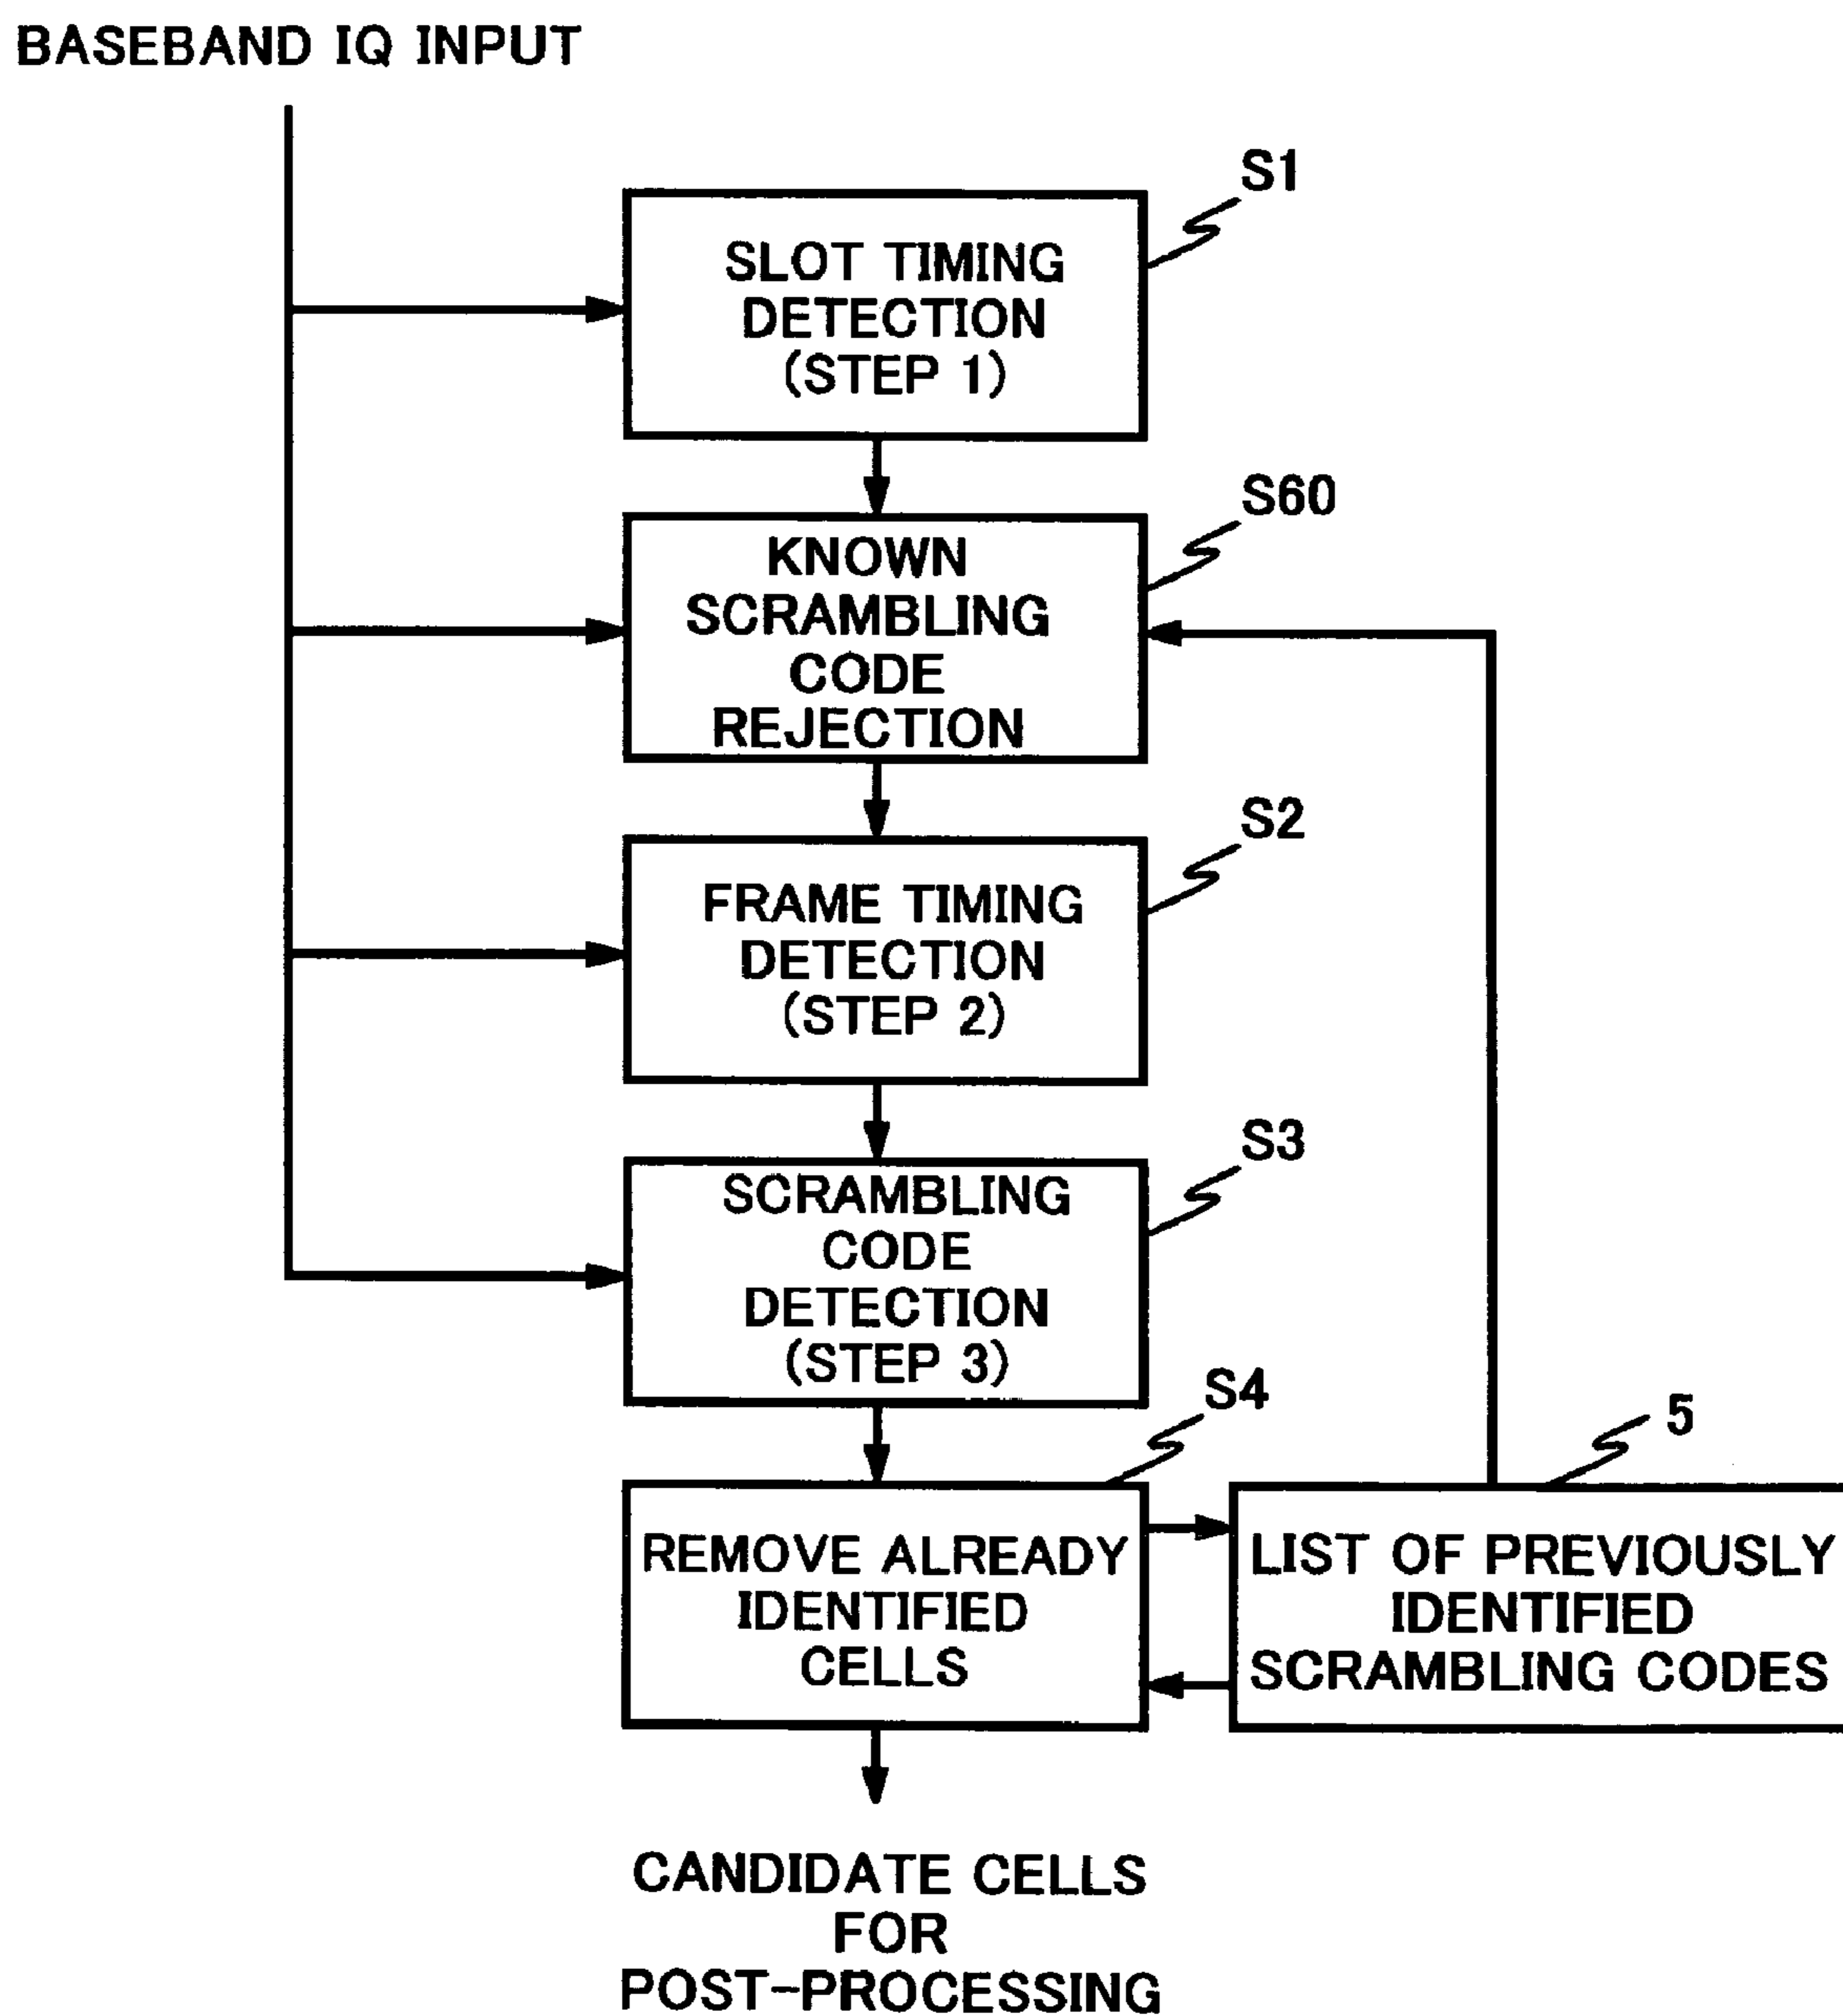 BASEBAND IQ INPUT
S1
SLOT TIMING
DETECTION
(STEP 1)
S60
KNOWN
SCRAMBLING
CODE
REJECTION
S2
FRAME TIMING
DETECTION
(STEP 2)
S3
SCRAMBLING
CODE
DETECTION
(STEP 3)
S4
REMOVE ALREADY
IDENTIFIED
CELLS
5
LIST OF PREVIOUSLY
IDENTIFIED
SCRAMBLING CODES
CANDIDATE CELLS
FOR
POST-PROCESSING